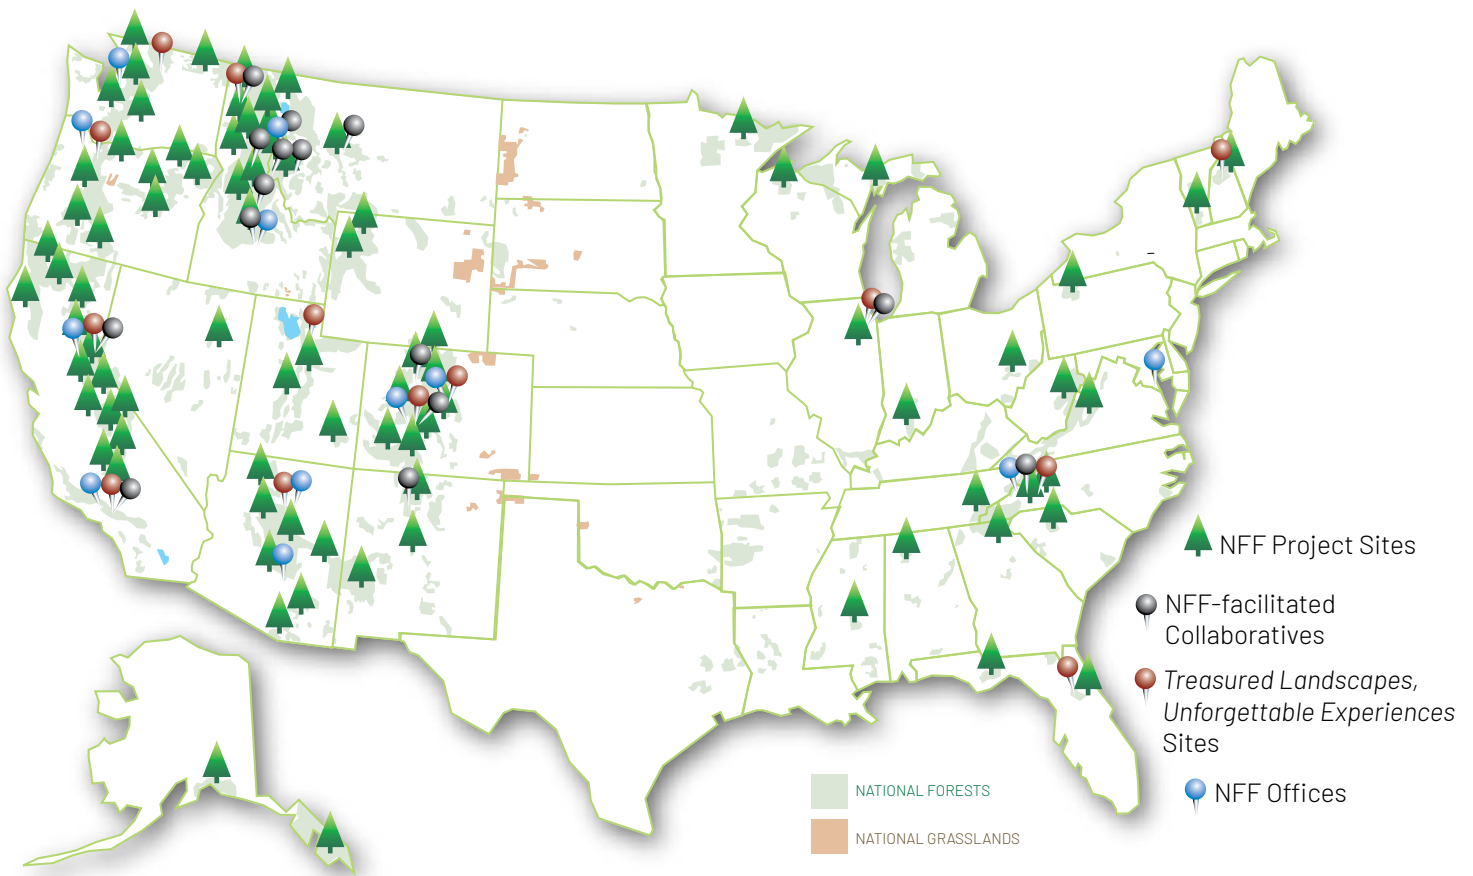 NFF Project Sites
NFF-facilitated
Collaboratives
Treasured Landscapes,
Unforgettable Experiences
Sites
NFF Offices
NATIONAL FORESTS
NATIONAL GRASSLANDS